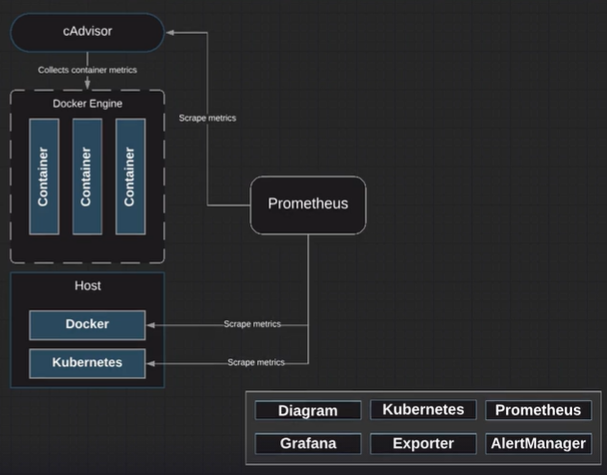 cAdvisor
Collects container metrics
Docker Engine
Container
Container
Container
Scrape metrics
Prometheus
Host
Docker
Scrape metrics
Kubernetes
Scrape metrics
Diagram
Kubernetes
Prometheus
Grafana
Exporter
AlertManager